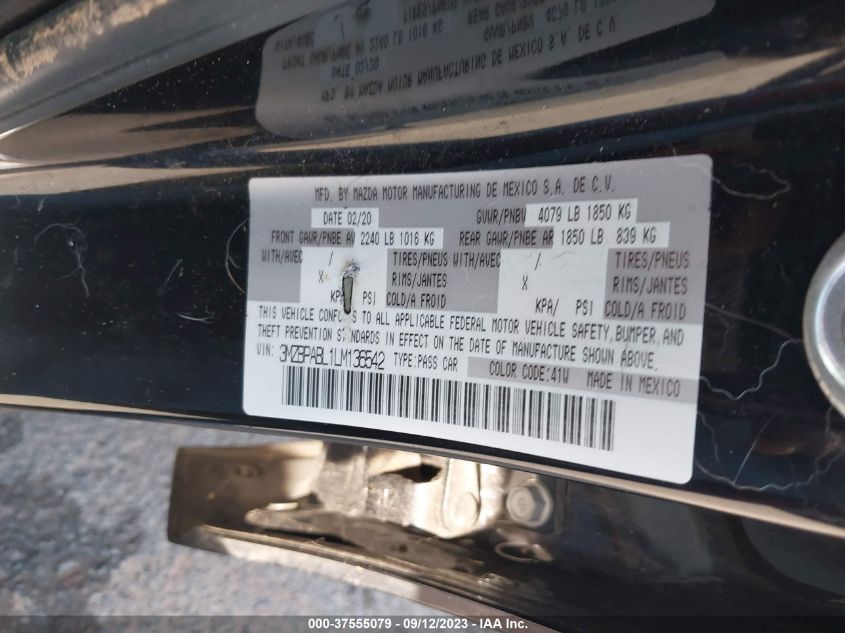 MFD. BY MAZDA MOTOR MANUFACTURING DE MEXICO S.A. DE C.V.
DATE 02/20 GVWR/PNBV 4079 LB 1850 KG
FRONT GAWR/PNBE AV 2240 LB 1016 KG REAR GAWR/PNBE AR 1850 LB 839 KG
WITH/AVEC / TIRES/PNEUS WITH/AVEC / TIRES/PNEUS
X RIMS/JANTES X RIMS/JANTES
KPA/ PSI COLD/A FROID KPA/ PSI COLD/A FROID
THIS VEHICLE TO ALL APPLICABLE FEDERAL MOTOR VEHICLE SAFETY, BUMPER, AND
THEFT PREVENTION IN EFFECT ON THE DATE OF MANUFACTURE SHOWN ABOVE.
VIN: 3MZBPABL1LM136542 TYPE:PASS CAR COLOR CODE:41W MADE IN MEXICO
000-37555079 - 09/12/2023 - © IAA Inc.